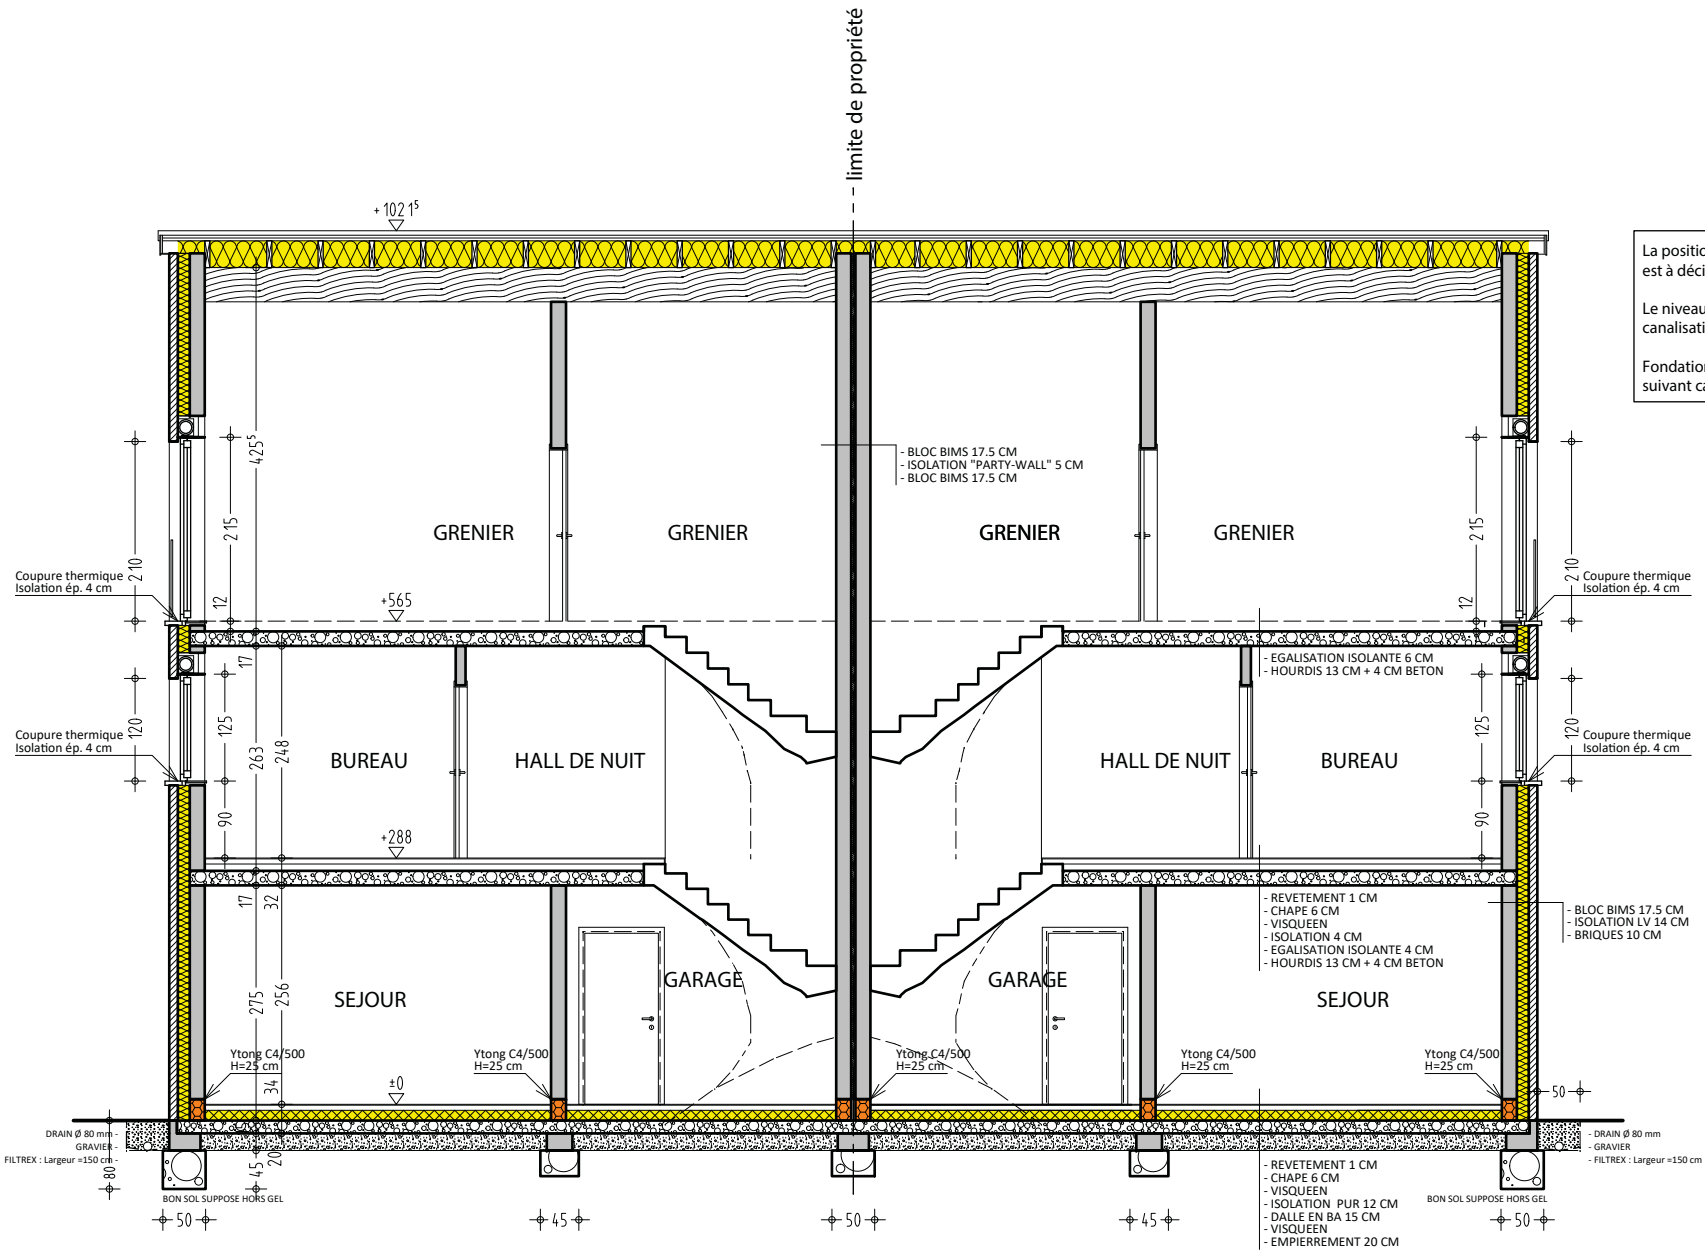 limite de propriété
+1021⁵
La positio
est à déci
Le niveau
canalisati
Fondation
suivant ca
425⁵
- BLOC BIMS 17.5 CM
- ISOLATION "PARTY-WALL" 5 CM
- BLOC BIMS 17.5 CM
GRENIER
GRENIER
GRENIER
GRENIER
215
210
215
210
Coupure thermique
Isolation ép. 4 cm
Coupure thermique
Isolation ép. 4 cm
12
+565
12
17
- EGALISATION ISOLANTE 6 CM
- HOURDIS 13 CM + 4 CM BETON
120
125
263
248
125
120
Coupure thermique
Isolation ép. 4 cm
Coupure thermique
Isolation ép. 4 cm
BUREAU
HALL DE NUIT
HALL DE NUIT
BUREAU
90
+288
90
17
32
- REVETEMENT 1 CM
- CHAPE 6 CM
- VISQUEEN
- ISOLATION 4 CM
- EGALISATION ISOLANTE 4 CM
- HOURDIS 13 CM + 4 CM BETON
- BLOC BIMS 17.5 CM
- ISOLATION LV 14 CM
- BRIQUES 10 CM
SEJOUR
GARAGE
GARAGE
SEJOUR
275
256
Ytong C4/500
H=25 cm
Ytong C4/500
H=25 cm
Ytong C4/500
H=25 cm
Ytong C4/500
H=25 cm
Ytong C4/500
H=25 cm
34
±0
50
15
20
45
80
DRAIN Ø 80 mm -
GRAVIER -
FILTREX : Largeur =150 cm -
- DRAIN Ø 80 mm
- GRAVIER
- FILTREX : Largeur =150 cm
BON SOL SUPPOSE HORS GEL
BON SOL SUPPOSE HORS GEL
- REVETEMENT 1 CM
- CHAPE 6 CM
- VISQUEEN
- ISOLATION PUR 12 CM
- DALLE EN BA 15 CM
- VISQUEEN
- EMPIERREMENT 20 CM
50
45
50
45
50